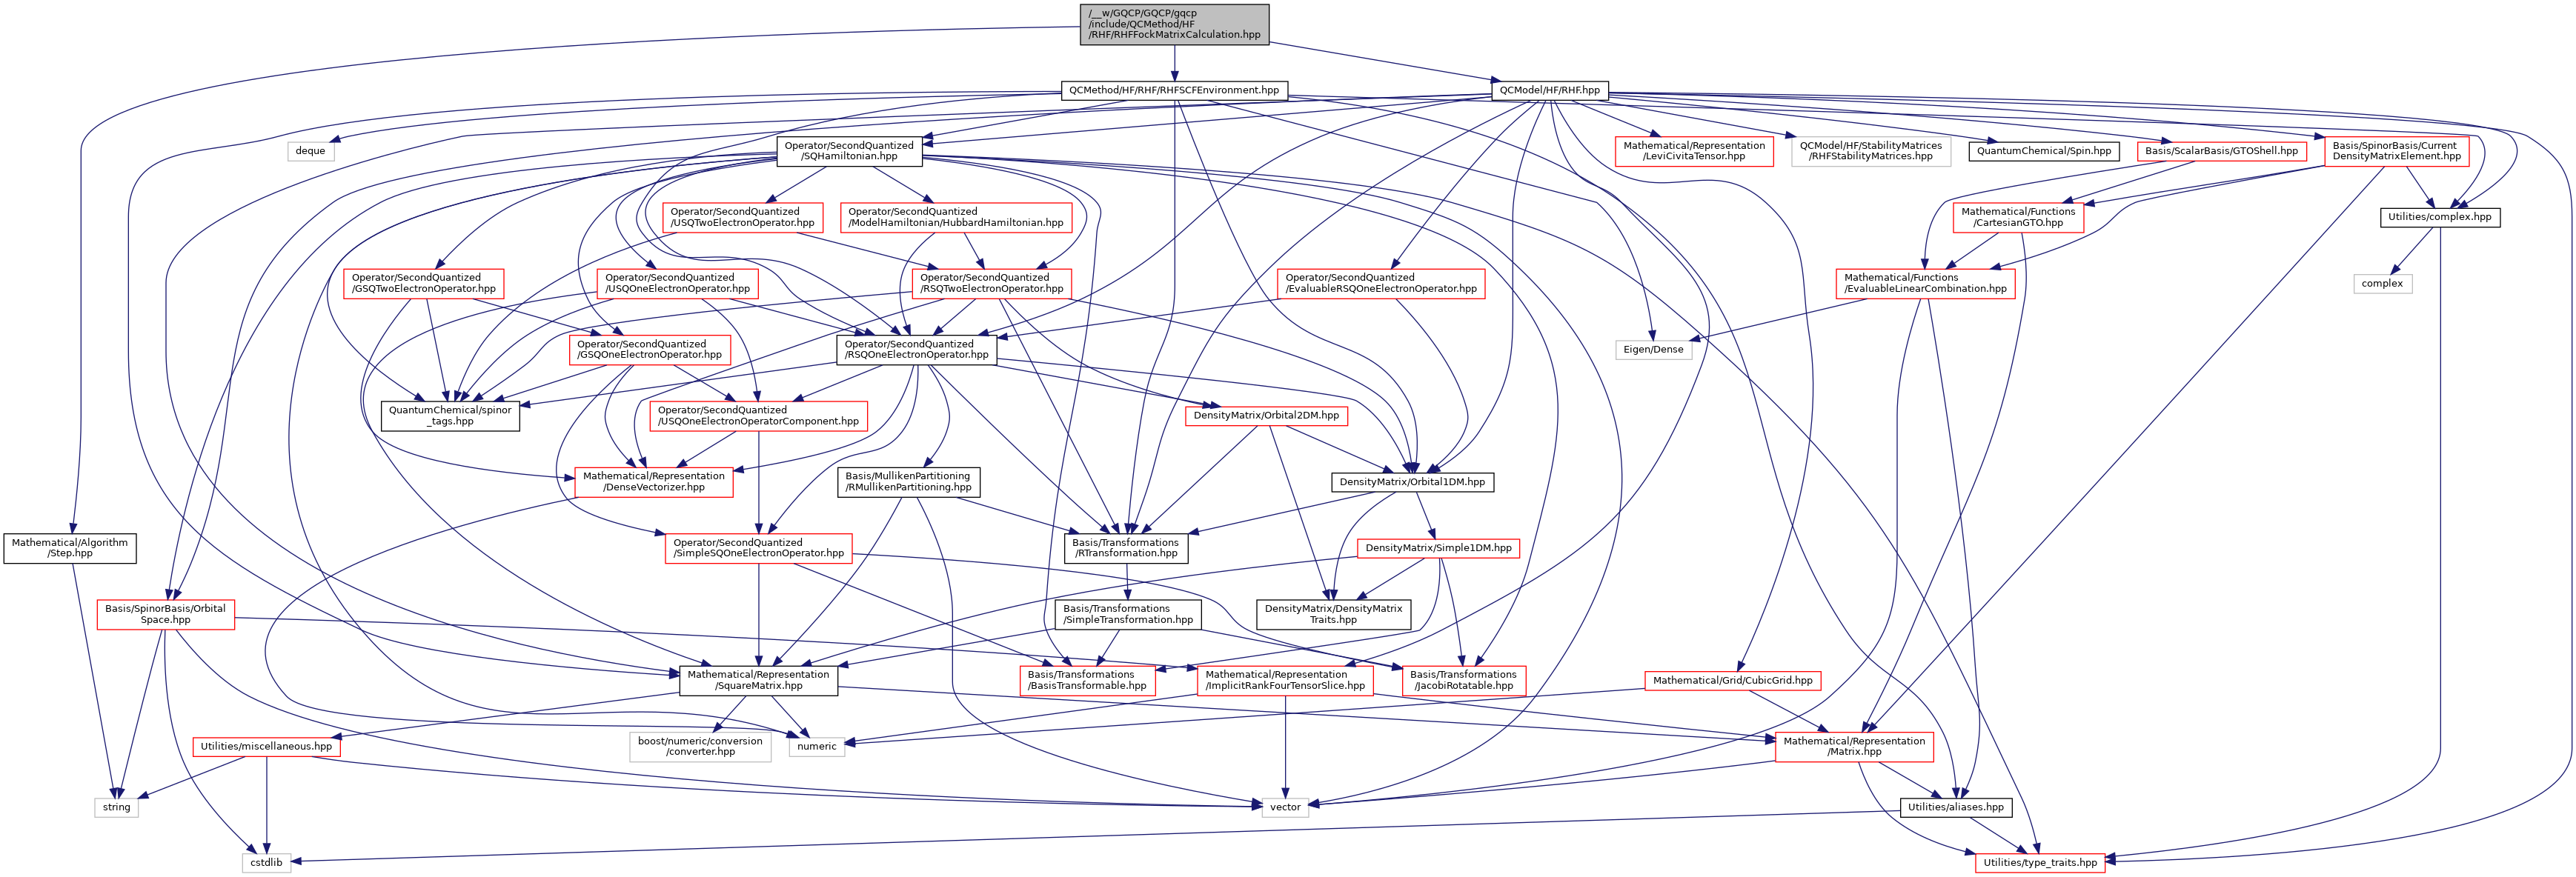 /__w/GQCP/GQCP/gqcp
/include/QCMethod/HF
/RHF/RHFFockMatrixCalculation.hpp
QCMethod/HF/RHF/RHFSCFEnvironment.hpp
QCModel/HF/RHF.hpp
deque
Operator/SecondQuantized
/SQHamiltonian.hpp
Mathematical/Representation
/LeviCivitaTensor.hpp
QCModel/HF/StabilityMatrices
/RHFStabilityMatrices.hpp
QuantumChemical/Spin.hpp
Basis/ScalarBasis/GTOShell.hpp
Basis/SpinorBasis/Current
DensityMatrixElement.hpp
Operator/SecondQuantized
/USQTwoElectronOperator.hpp
Operator/SecondQuantized
/ModelHamiltonian/HubbardHamiltonian.hpp
Mathematical/Functions
/CartesianGTO.hpp
Utilities/complex.hpp
Operator/SecondQuantized
/GSQTwoElectronOperator.hpp
Operator/SecondQuantized
/USQOneElectronOperator.hpp
Operator/SecondQuantized
/RSQTwoElectronOperator.hpp
Operator/SecondQuantized
/EvaluableRSQOneElectronOperator.hpp
Mathematical/Functions
/EvaluableLinearCombination.hpp
complex
Operator/SecondQuantized
/GSQOneElectronOperator.hpp
Operator/SecondQuantized
/RSQOneElectronOperator.hpp
Eigen/Dense
QuantumChemical/spinor
_tags.hpp
Operator/SecondQuantized
/USQOneElectronOperatorComponent.hpp
DensityMatrix/Orbital2DM.hpp
Mathematical/Representation
/DenseVectorizer.hpp
Basis/MullikenPartitioning
/RMullikenPartitioning.hpp
DensityMatrix/Orbital1DM.hpp
Mathematical/Algorithm
/Step.hpp
Operator/SecondQuantized
/SimpleSQOneElectronOperator.hpp
Basis/Transformations
/RTransformation.hpp
DensityMatrix/Simple1DM.hpp
Basis/SpinorBasis/Orbital
Space.hpp
Basis/Transformations
/SimpleTransformation.hpp
DensityMatrix/DensityMatrix
Traits.hpp
Mathematical/Representation
/SquareMatrix.hpp
Basis/Transformations
/BasisTransformable.hpp
Mathematical/Representation
/ImplicitRankFourTensorSlice.hpp
Basis/Transformations
/JacobiRotatable.hpp
Mathematical/Grid/CubicGrid.hpp
Utilities/miscellaneous.hpp
boost/numeric/conversion
/converter.hpp
numeric
Mathematical/Representation
/Matrix.hpp
string
vector
Utilities/aliases.hpp
cstdlib
Utilities/type_traits.hpp